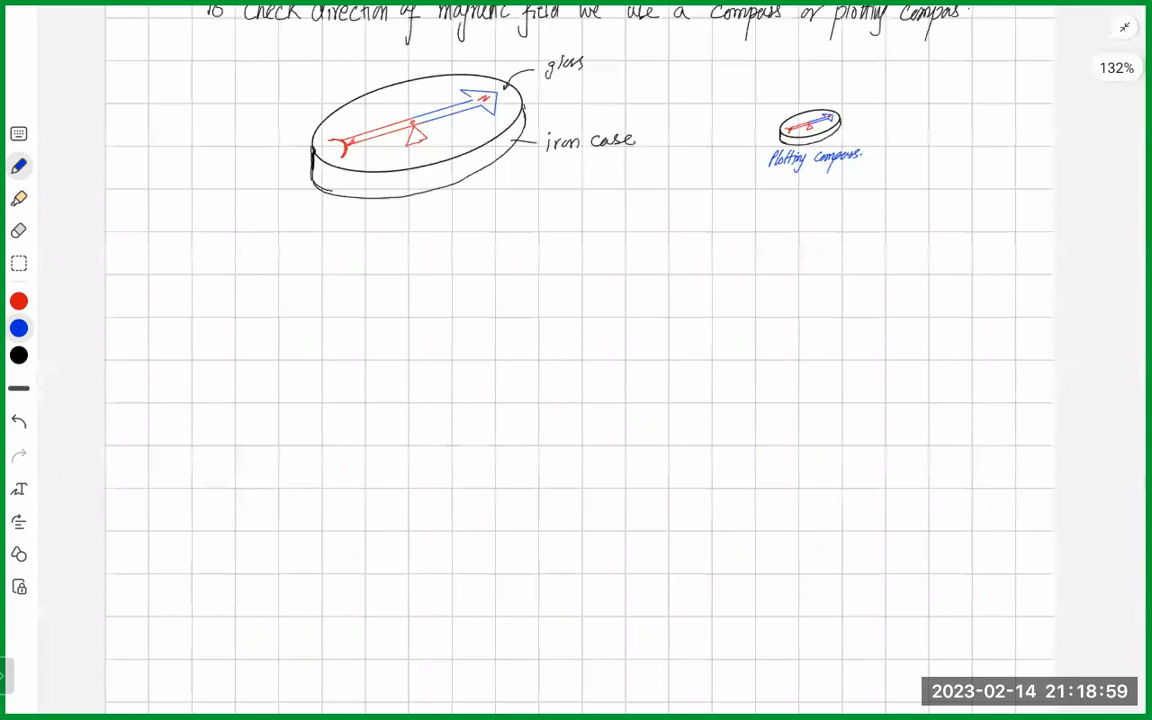 To check direction of magnetic field we use a compass or plotting compas.
glass
N
iron case
Plotting compass.
132%
2023-02-14 21:18:59